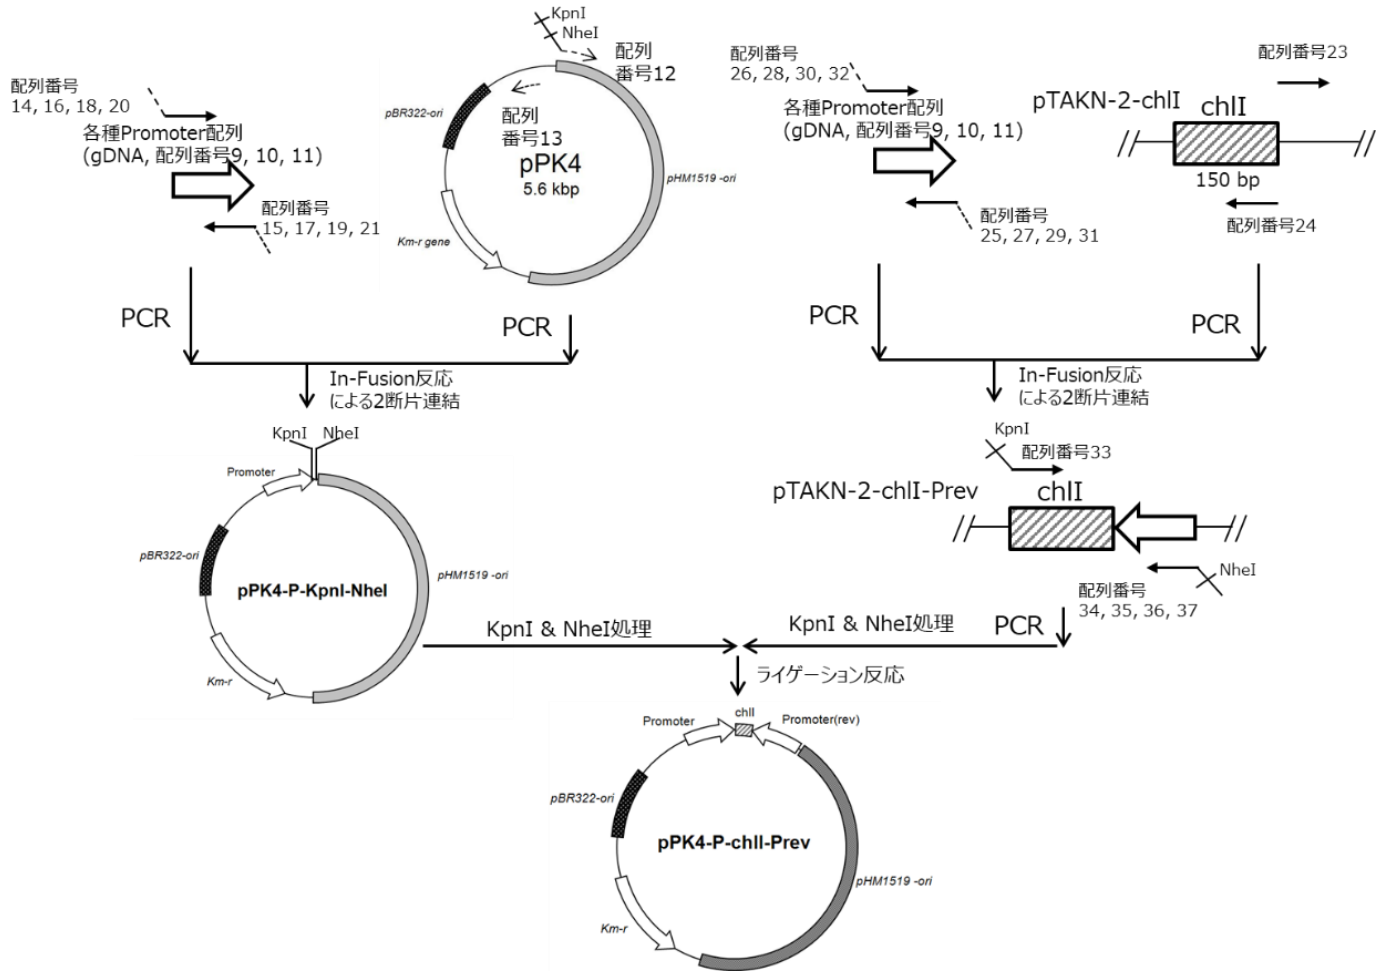 配列番号
14, 16, 18, 20
各種Promoter配列
(gDNA, 配列番号9, 10, 11)
配列番号
15, 17, 19, 21
KpnI
NheI
配列
番号12
配列
番号13
pBR322-ori
pPK4
5.6 kbp
pHM1519 -ori
Km-r gene
配列番号
26, 28, 30, 32
各種Promoter配列
(gDNA, 配列番号9, 10, 11)
配列番号
25, 27, 29, 31
配列番号23
pTAKN-2-chlI
chlI
150 bp
配列番号24
PCR
PCR
PCR
PCR
In-Fusion反応
による2断片連結
In-Fusion反応
による2断片連結
KpnI
NheI
Promoter
pBR322-ori
pPK4-P-KpnI-NheI
pHM1519 -ori
Km-r
KpnI
配列番号33
pTAKN-2-chlI-Prev
chlI
NheI
配列番号
34, 35, 36, 37
KpnI & NheI処理
KpnI & NheI処理
PCR
ライゲーション反応
Promoter
chlI
Promoter(rev)
pBR322-ori
pPK4-P-chlI-Prev
pHM1519 -ori
Km-r